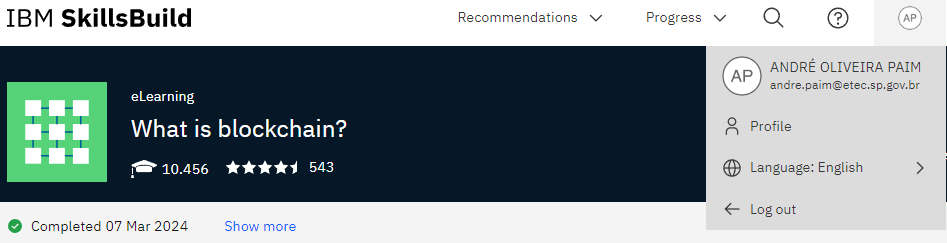 IBM SkillsBuild
Recommendations
Progress
AP
AP
ANDRÉ OLIVEIRA PAIM
andre.paim@etec.sp.gov.br
Profile
Language: English
Log out
eLearning
What is blockchain?
10.456
543
Completed 07 Mar 2024
Show more